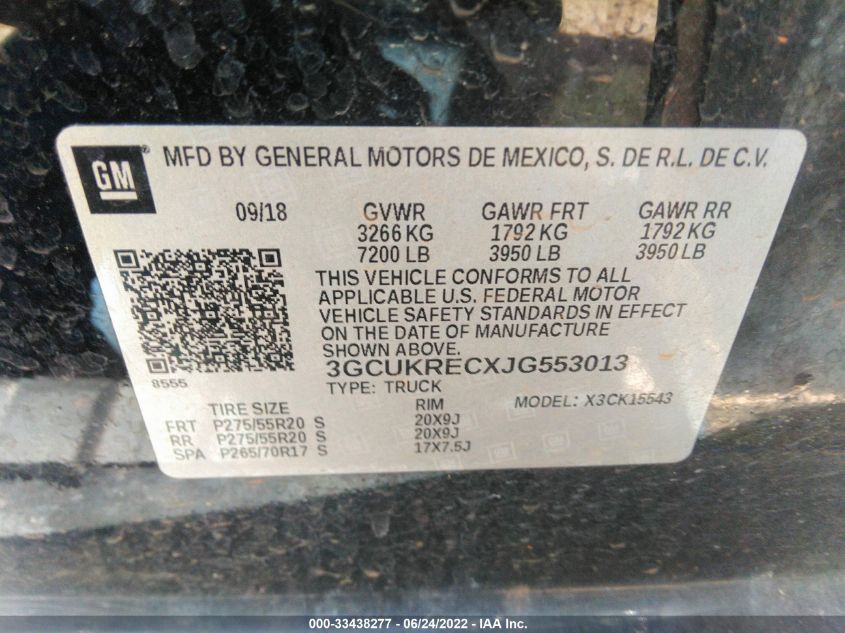 GM
MFD BY GENERAL MOTORS DE MEXICO, S. DE R.L. DE C.V.
09/18 GVWR GAWR FRT GAWR RR
3266 KG 1792 KG 1792 KG
7200 LB 3950 LB 3950 LB
THIS VEHICLE CONFORMS TO ALL
APPLICABLE U.S. FEDERAL MOTOR
VEHICLE SAFETY STANDARDS IN EFFECT
ON THE DATE OF MANUFACTURE
SHOWN ABOVE.
3GCUKRECXJG553013
8555
TYPE: TRUCK MODEL: X3CK15543
TIRE SIZE RIM
FRT P275/55R20 S 20X9J
RR P275/55R20 S 20X9J
SPA P265/70R17 S 17X7.5J
000-33438277 - 06/24/2022 - IAAI.COM